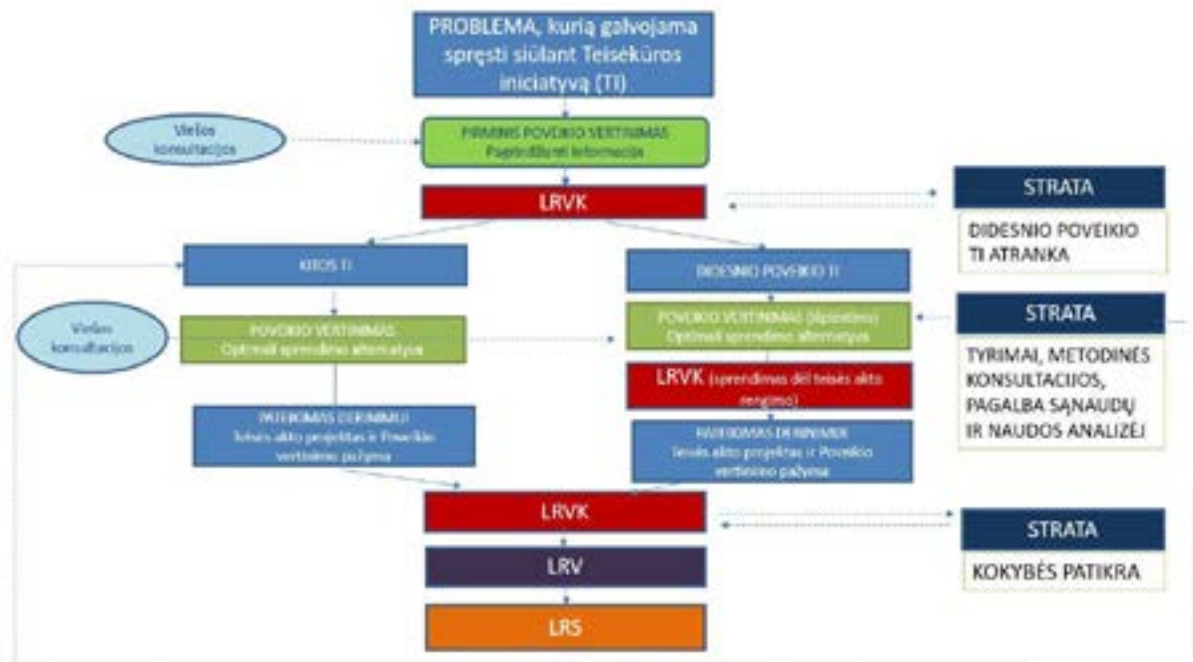 PROBLEMA, kurią galvojama
spręsti siūlant Teisėkūros
iniciatyvą (TI)
Viešos
konsultacijos
PIRMINIS POVEIKIO VERTINIMAS
Pagrindžianti informacija
LRVK
STRATA
DIDESNIO POVEIKIO
TI ATRANKA
KITOS TI
DIDESNIO POVEIKIO TI
Viešos
konsultacijos
POVEIKIO VERTINIMAS
Optimali sprendimo alternatyva
POVEIKIO VERTINIMAS (išplėstinis)
Optimali sprendimo alternatyva
STRATA
TYRIMAI, METODINĖS
KONSULTACIJOS,
PAGALBA SĄNAUDŲ
IR NAUDOS ANALIZĖJ
LRVK (sprendimas dėl teisės akto
rengimo)
PATEIKIMAS DERINIMUI
Teisės akto projektas ir Poveikio
vertinimo pažyma
PATEIKIMAS DERINIMUI
Teisės akto projektas ir Poveikio
vertinimo pažyma
LRVK
STRATA
KOKYBĖS PATIKRA
LRV
LRS